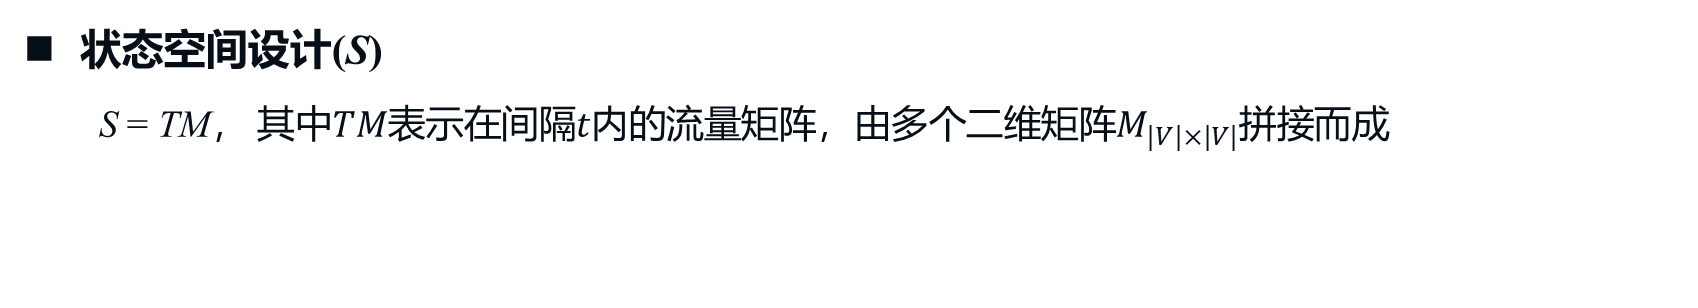 ■ 状态空间设计(S)
S = TM， 其中TM表示在间隔t内的流量矩阵，由多个二维矩阵M|V|×|V|拼接而成